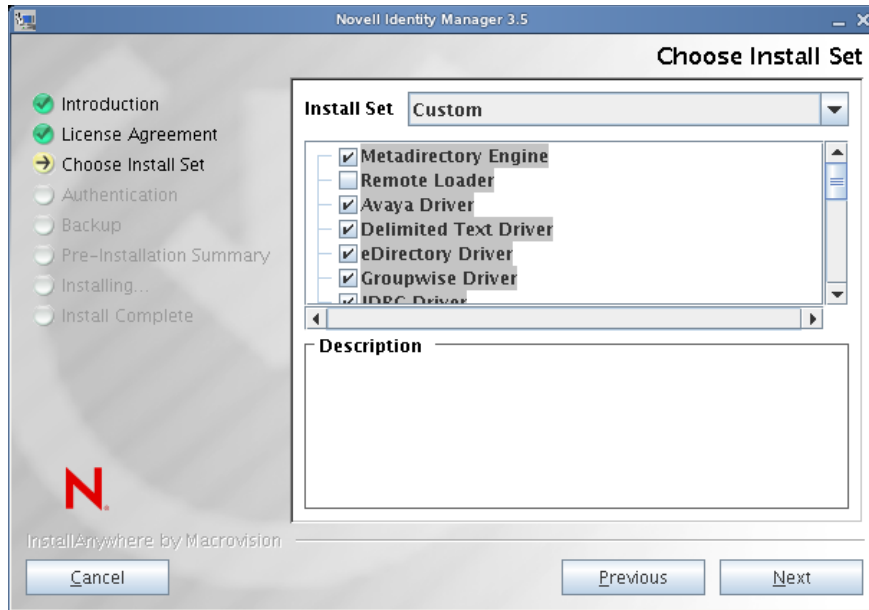 Novell Identity Manager 3.5
Choose Install Set
Introduction
License Agreement
Choose Install Set
Authentication
Backup
Pre-Installation Summary
Installing...
Install Complete
Install Set Custom
Metadirectory Engine
Remote Loader
Avaya Driver
Delimited Text Driver
eDirectory Driver
Groupwise Driver
JDBC Driver
Description
N
InstallAnywhere by Macrovision
Cancel
Previous
Next